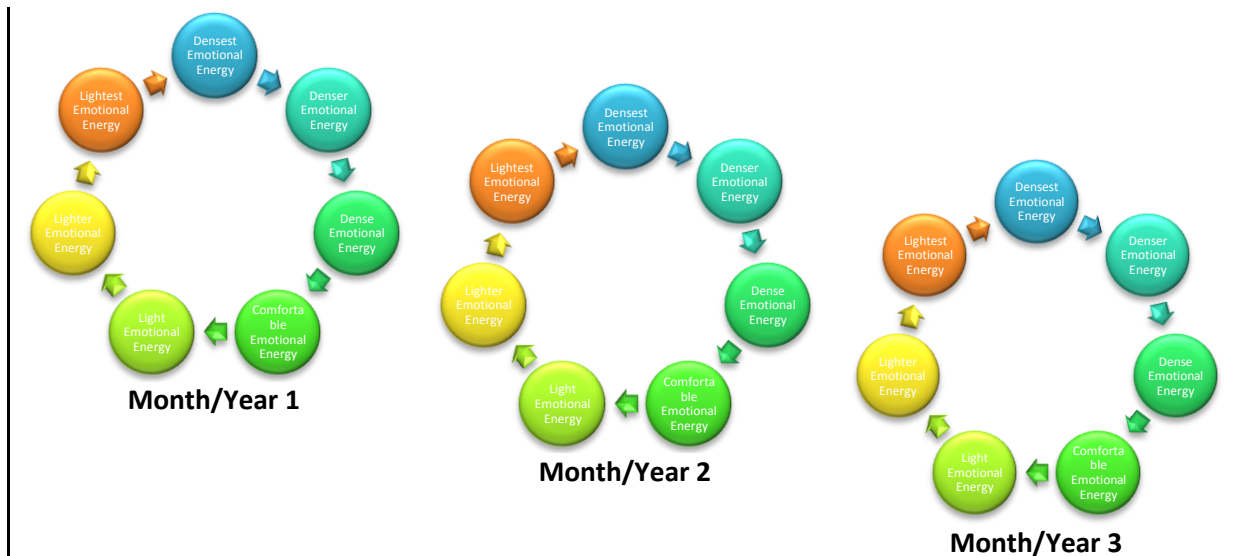 Densest
Emotional
Energy
Denser
Emotional
Energy
Dense
Emotional
Energy
Comforta
ble
Emotional
Energy
Light
Emotional
Energy
Lighter
Emotional
Energy
Lightest
Emotional
Energy
Month/Year 1
Densest
Emotional
Energy
Denser
Emotional
Energy
Dense
Emotional
Energy
Comforta
ble
Emotional
Energy
Light
Emotional
Energy
Lighter
Emotional
Energy
Lightest
Emotional
Energy
Month/Year 2
Densest
Emotional
Energy
Denser
Emotional
Energy
Dense
Emotional
Energy
Comforta
ble
Emotional
Energy
Light
Emotional
Energy
Lighter
Emotional
Energy
Lightest
Emotional
Energy
Month/Year 3